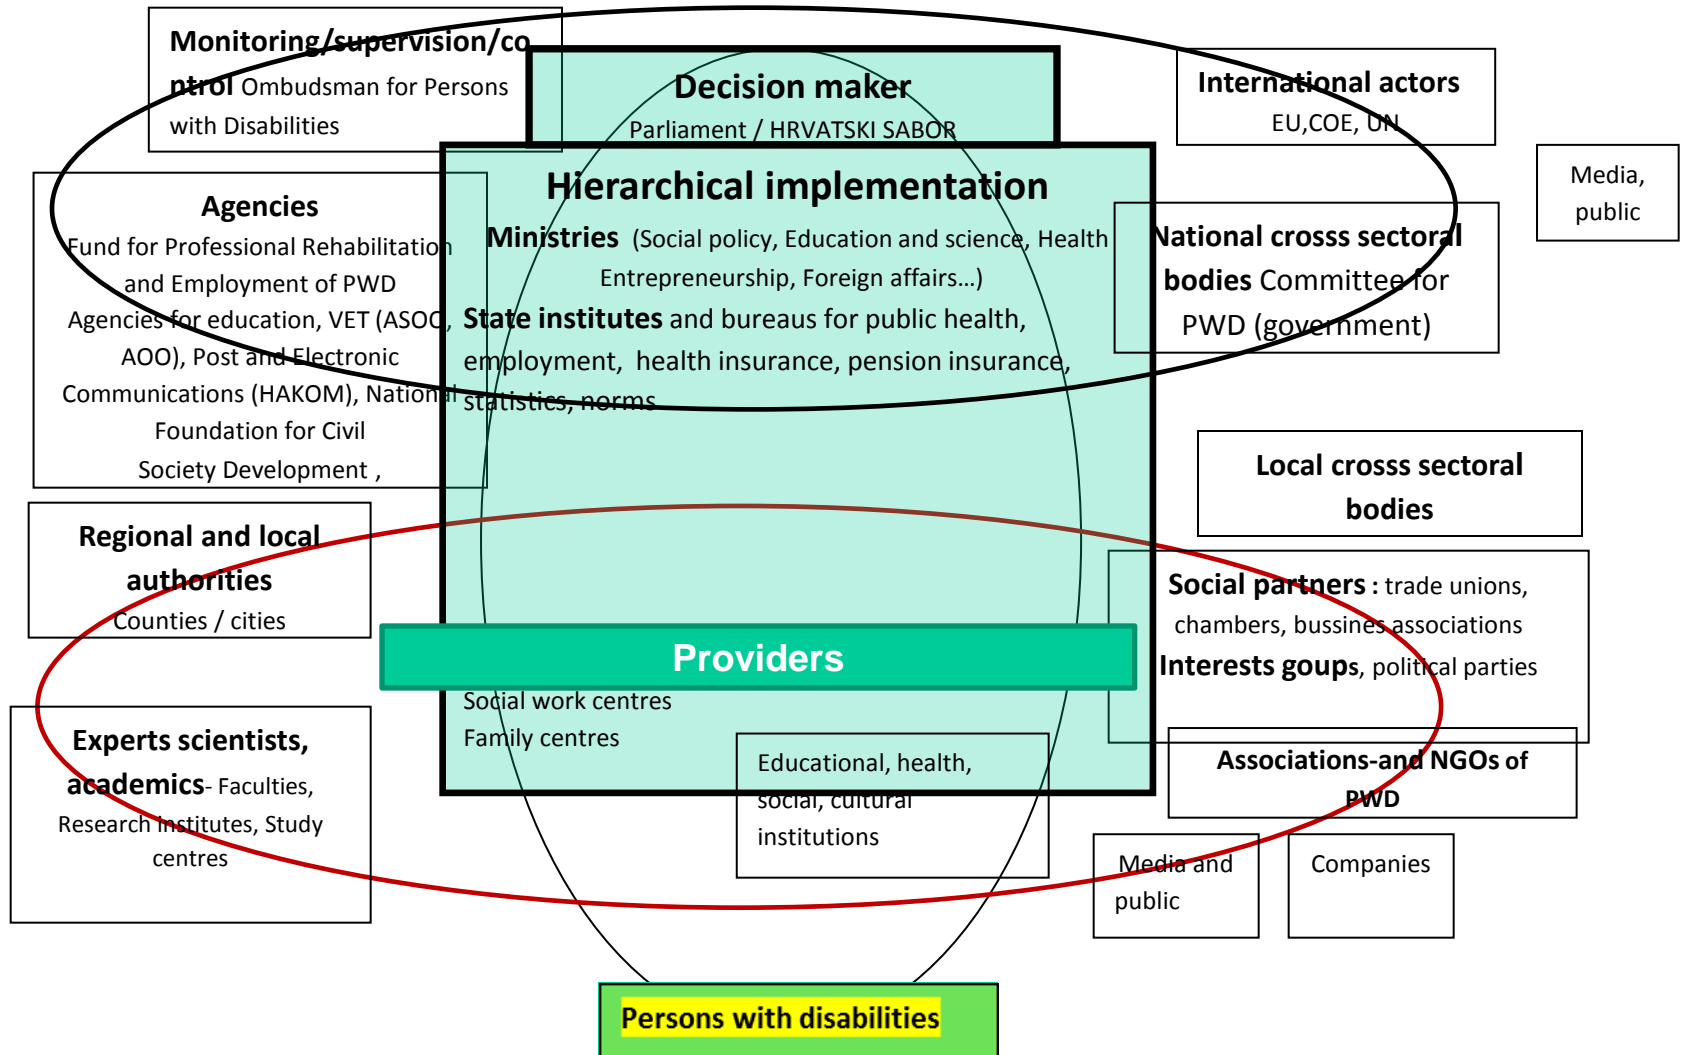 Monitoring/supervision/co
ntrol Ombudsman for Persons
with Disabilities
Decision maker
Parliament / HRVATSKI SABOR
International actors
EU,COE, UN
Media,
public
Agencies
Fund for Professional Rehabilitation
and Employment of PWD
Agencies for education, VET (ASOO,
AOO), Post and Electronic
Communications (HAKOM), National
Foundation for Civil
Society Development ,
Hierarchical implementation
Ministries (Social policy, Education and science, Health
Entrepreneurship, Foreign affairs...)
State institutes and bureaus for public health,
employment, health insurance, pension insurance,
statistics, norms
National crosss sectoral
bodies Committee for
PWD (government)
Local crosss sectoral
bodies
Regional and local
authorities
Counties / cities
Social partners : trade unions,
chambers, bussines associations
Interests goups, political parties
Providers
Social work centres
Family centres
Experts scientists,
academics- Faculties,
Research institutes, Study
centres
Educational, health,
social, cultural
institutions
Associations-and NGOs of
PWD
Media and
public
Companies
Persons with disabilities